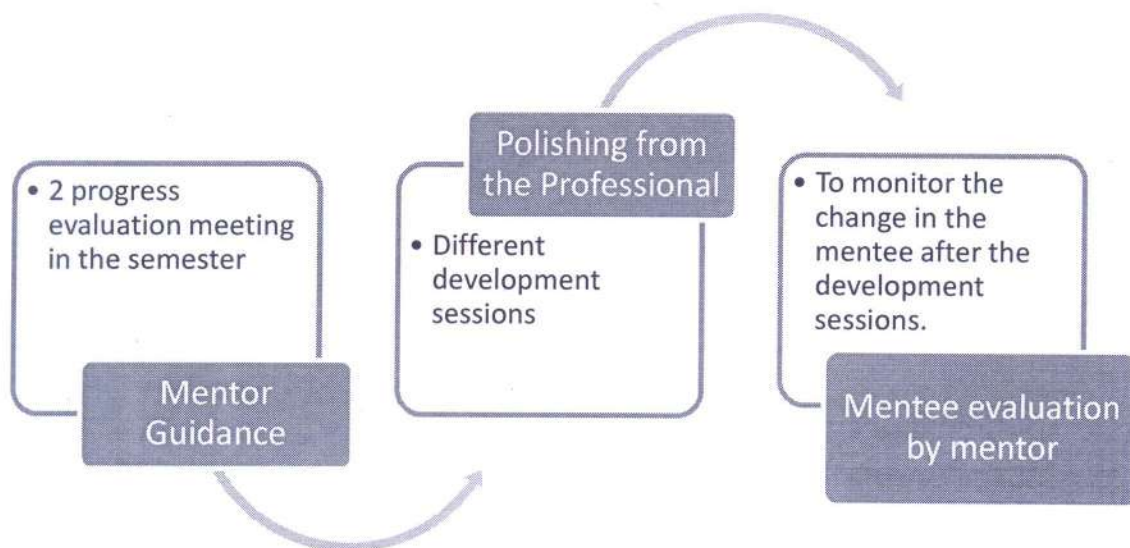 • 2 progress
evaluation meeting
in the semester
Mentor
Guidance
Polishing from
the Professional
• Different
development
sessions
• To monitor the
change in the
mentee after the
development
sessions.
Mentee evaluation
by mentor